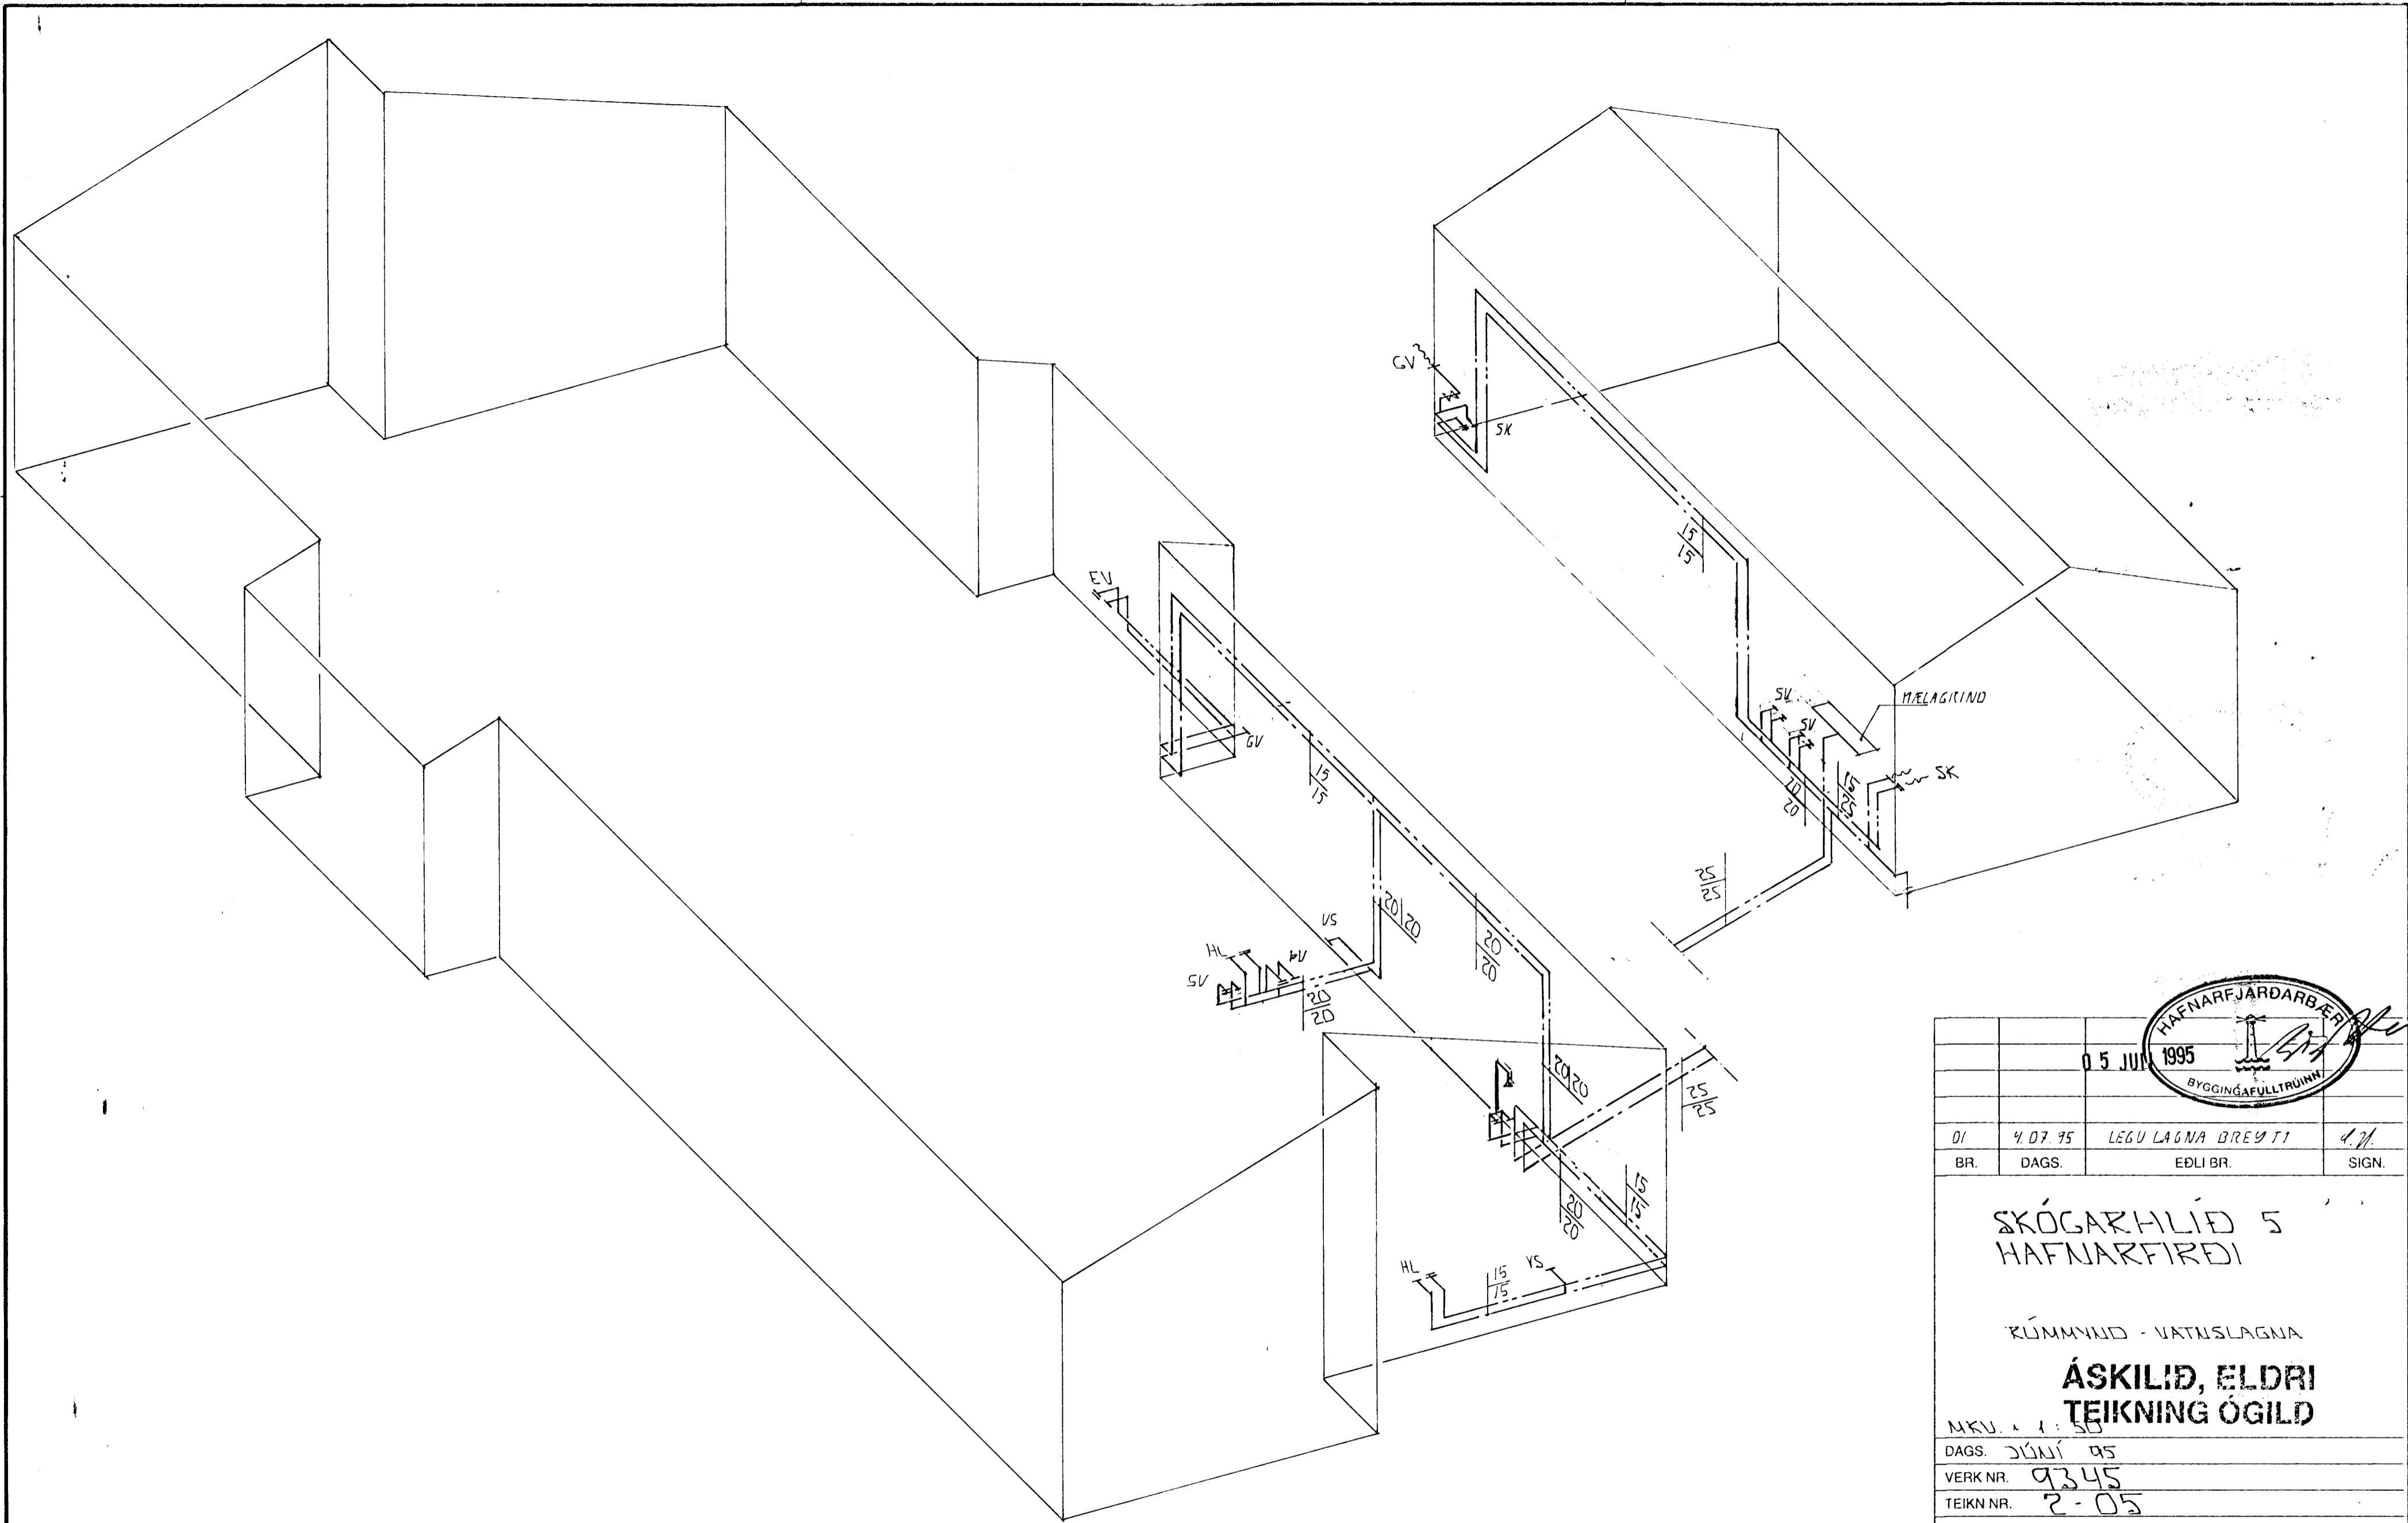 GV
SK
15
15
EV
GV
15
15
SV
SV
MÆLAGRIND
20
20
15
25
SK
25
25
20 20
VS
20
20
HL
SV
20
20
20 20
25
25
20
20
15
15
HL
15
15
VS
HAFNARFJARÐARBÆR
05 JÚL 1995
BYGGINGAFULLTRÚINN
01 4.07.95 LEGU LAGNA BREYTT
BR. DAGS. EÐLI BR. SIGN.
SKÓGARHLÍÐ 5
HAFNARFIRÐI
RÚMMYND - VATNSLAGNA
ÁSKILIÐ, ELDRI
TEIKNING ÓGILD
MKV. 1:50
DAGS. JÚNÍ 95
VERK NR. 9345
TEIKN NR. 2-05